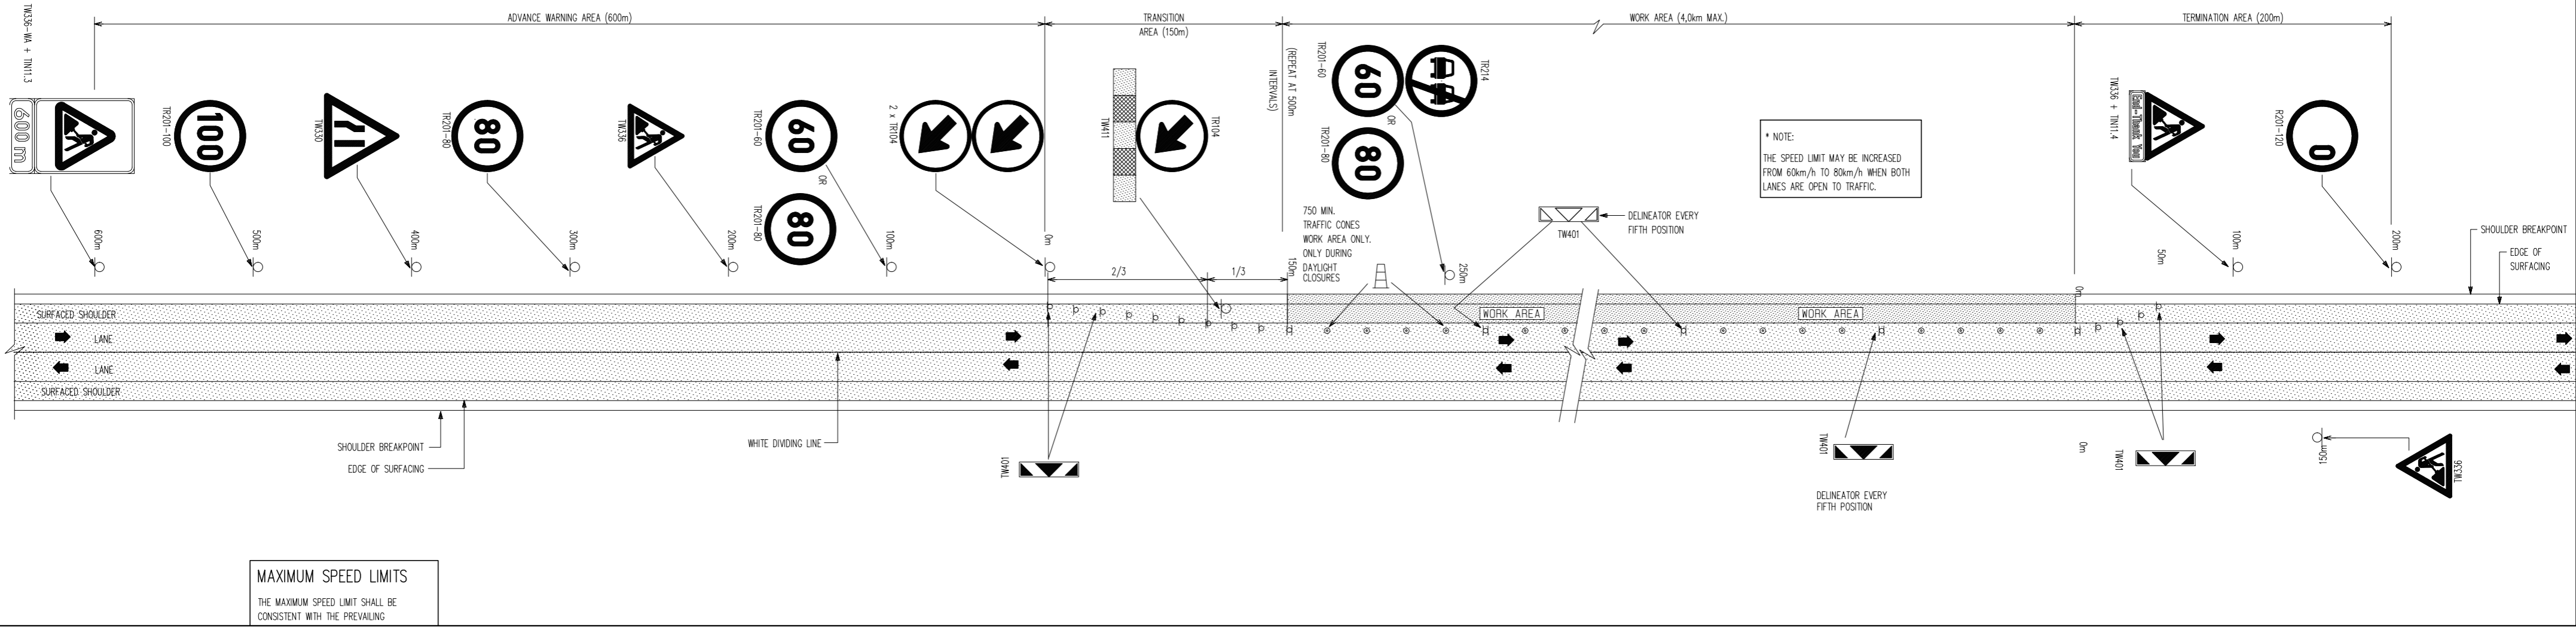 ADVANCE WARNING AREA (600m)
TRANSITION
AREA (150m)
WORK AREA (4,0km MAX.)
TERMINATION AREA (200m)
TW336-WA + TIN11.3
600 m
100
TR201-100
TW330
80
TR201-80
TW336
60
TR201-60
OR
80
TR201-80
2 x TR104
TW411
TR104
(REPEAT AT 500m
INTERVALS)
TR201-60
60
TR214
OR
TR201-80
80
* NOTE:
THE SPEED LIMIT MAY BE INCREASED
FROM 60km/h TO 80km/h WHEN BOTH
LANES ARE OPEN TO TRAFFIC.
TW336 + TIN11.4
End-Thank You
R201-120
0
750 MIN.
TRAFFIC CONES
WORK AREA ONLY.
ONLY DURING
DAYLIGHT
CLOSURES
TW401
DELINEATOR EVERY
FIFTH POSITION
SHOULDER BREAKPOINT
EDGE OF
SURFACING
600m
500m
400m
300m
200m
100m
0m
2/3
1/3
150m
250m
0m
50m
100m
200m
SURFACED SHOULDER
LANE
LANE
SURFACED SHOULDER
WORK AREA
WORK AREA
SHOULDER BREAKPOINT
EDGE OF SURFACING
WHITE DIVIDING LINE
TW401
TW401
DELINEATOR EVERY
FIFTH POSITION
0m
TW401
150m
TW336
MAXIMUM SPEED LIMITS
THE MAXIMUM SPEED LIMIT SHALL BE
CONSISTENT WITH THE PREVAILING